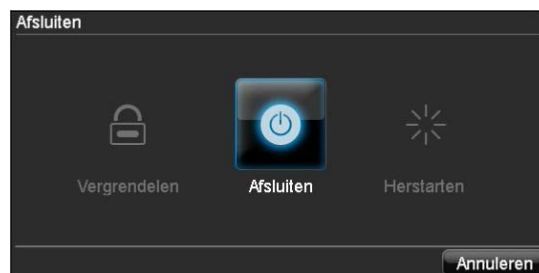 Afsluiten
Vergrendelen
Afsluiten
Herstarten
Annuleren